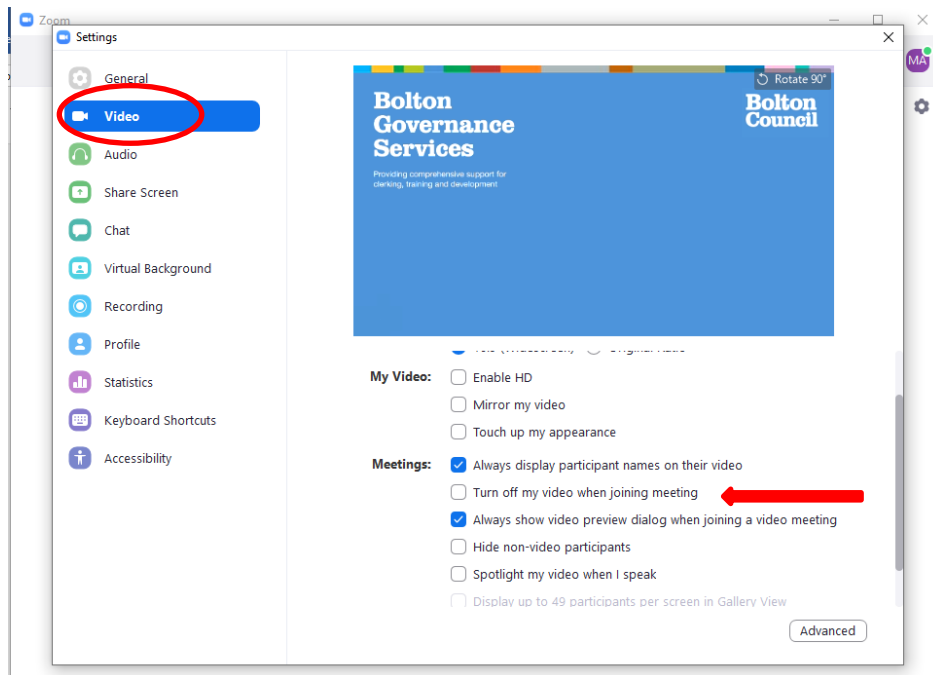 Zoom
Settings
MA
General
Video
Audio
Share Screen
Chat
Virtual Background
Recording
Profile
Statistics
Keyboard Shortcuts
Accessibility
Rotate 90°
Bolton
Governance
Services
Providing comprehensive support for
clerking, training and development
Bolton
Council
My Video:
Enable HD
Mirror my video
Touch up my appearance
Meetings:
Always display participant names on their video
Turn off my video when joining meeting
Always show video preview dialog when joining a video meeting
Hide non-video participants
Spotlight my video when I speak
Display up to 49 participants per screen in Gallery View
Advanced